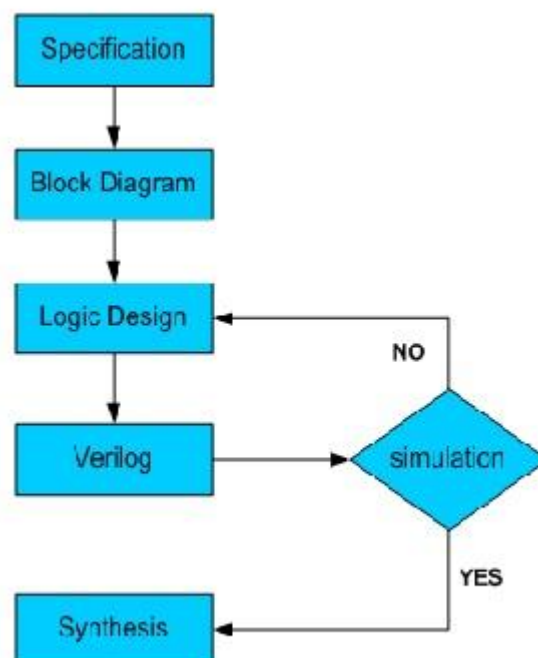 Specification
Block Diagram
Logic Design
NO
Verilog
simulation
YES
Synthesis